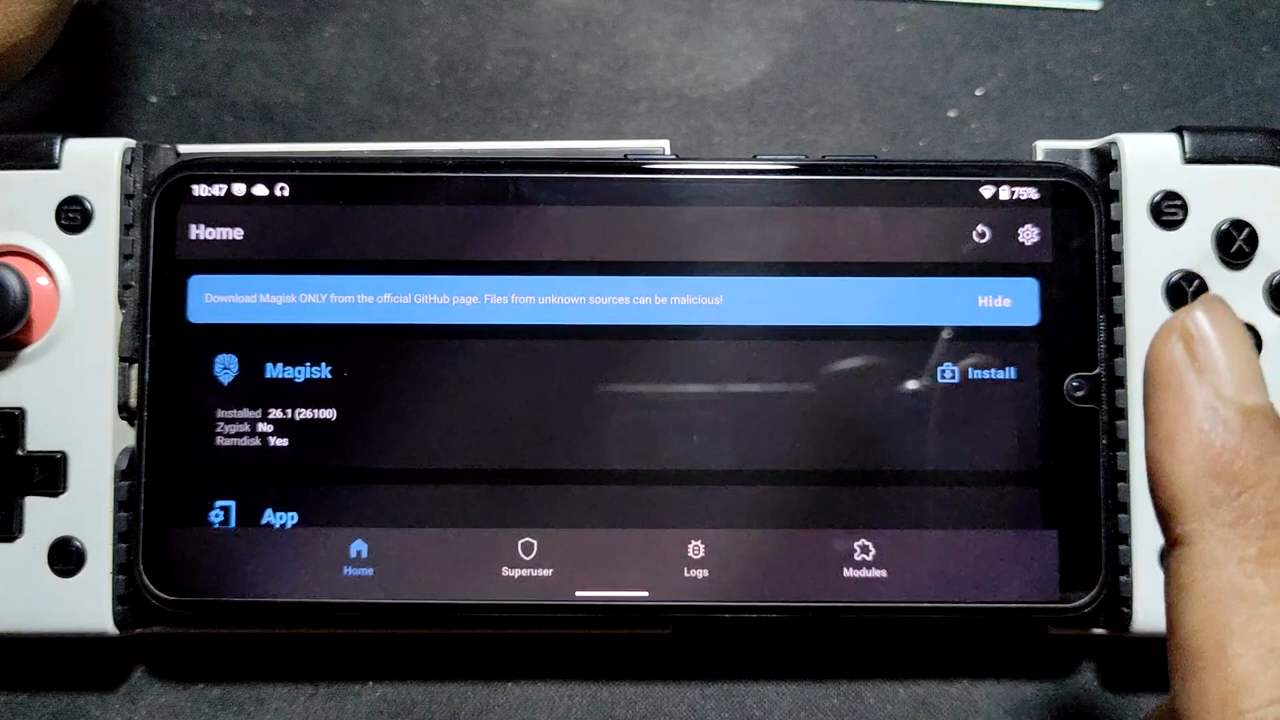 10:47
75%
Home
Download Magisk ONLY from the official GitHub page. Files from unknown sources can be malicious!
Hide
Magisk
Install
Installed 26.1 (26100)
Zygisk No
Ramdisk Yes
App
Home
Superuser
Logs
Modules
S
S
X
Y